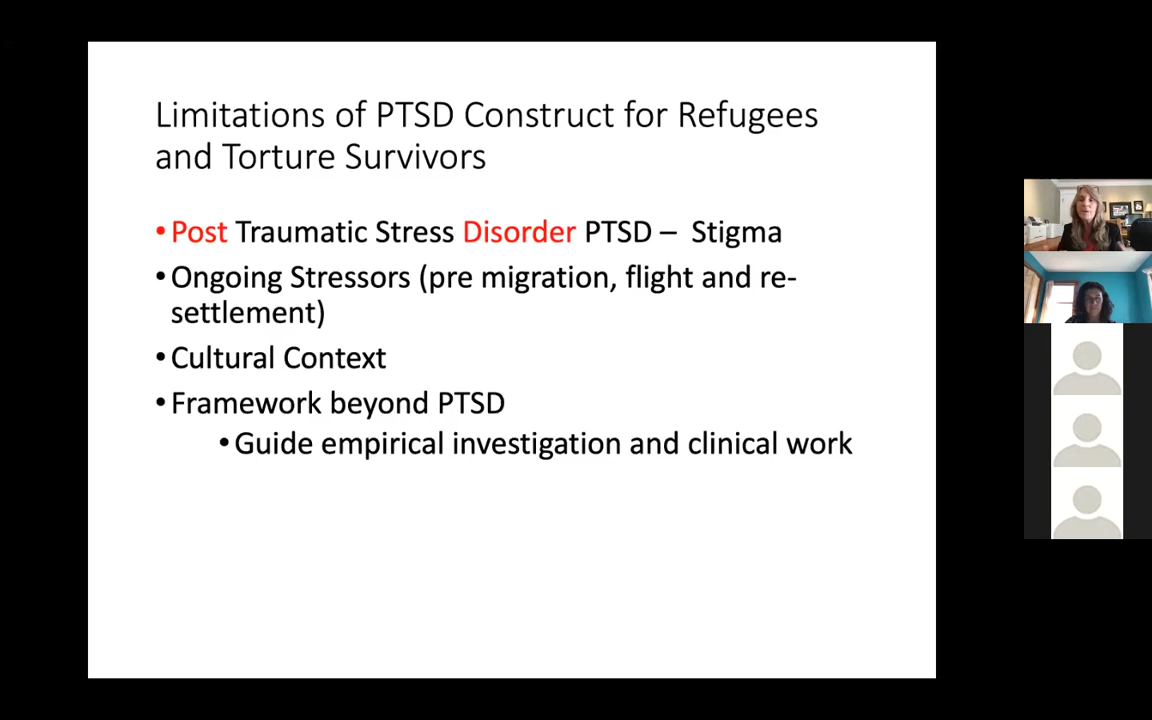 Limitations of PTSD Construct for Refugees
and Torture Survivors
•Post Traumatic Stress Disorder PTSD – Stigma
•Ongoing Stressors (pre migration, flight and re-
settlement)
•Cultural Context
•Framework beyond PTSD
•Guide empirical investigation and clinical work